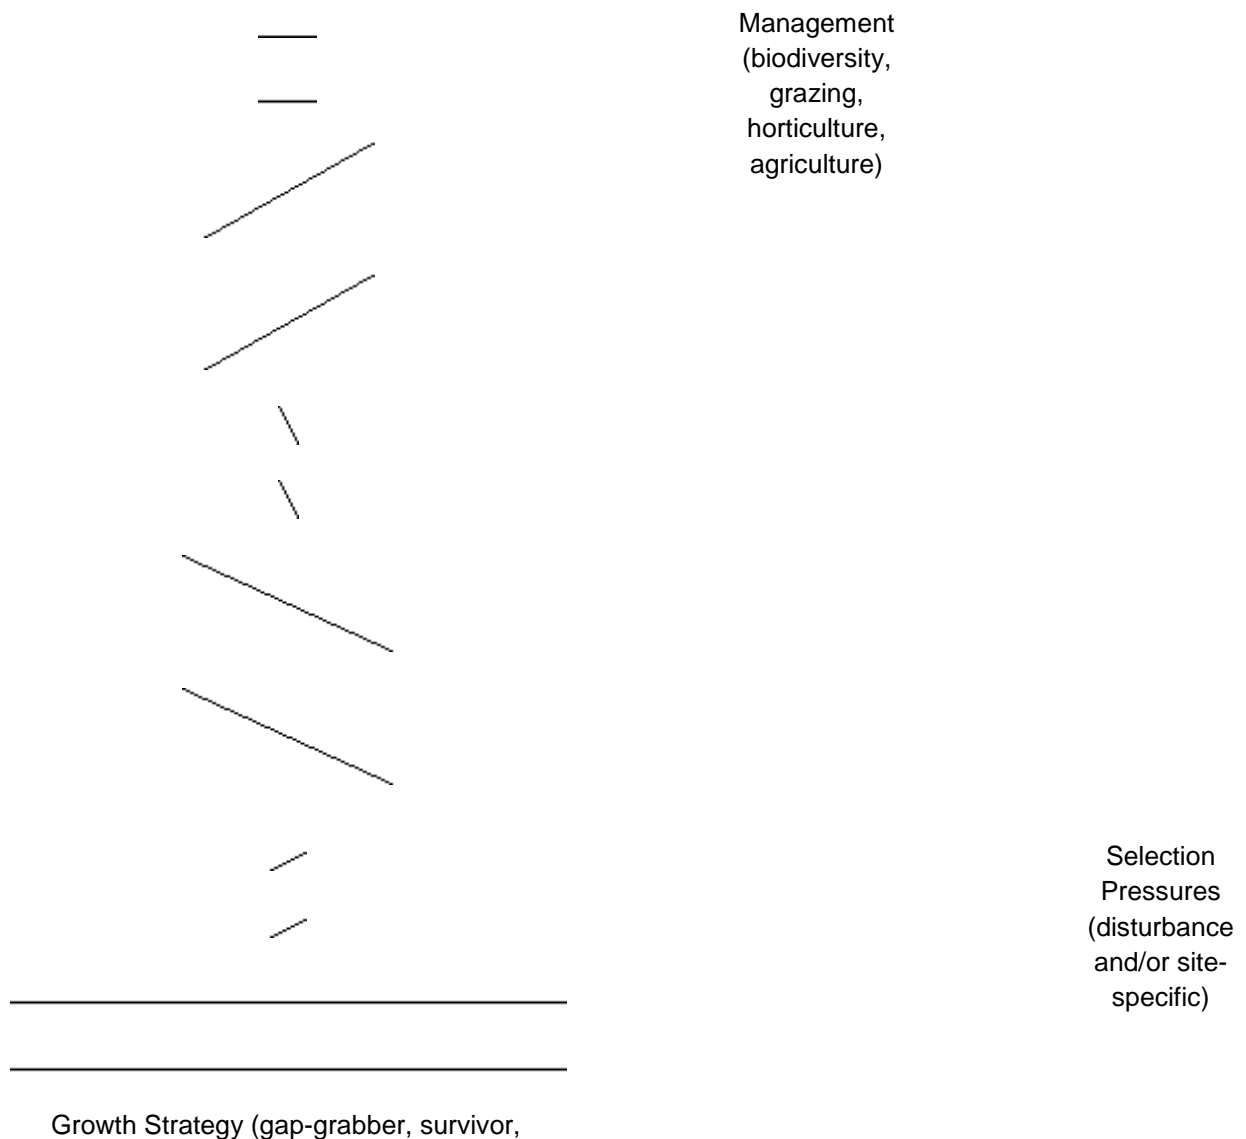 Management
(biodiversity,
grazing,
horticulture,
agriculture)
Selection
Pressures
(disturbance
and/or site-
specific)
Growth Strategy (gap-grabber, survivor,